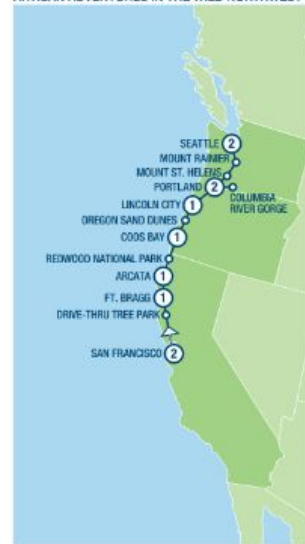 SEATTLE 2
MOUNT RAINIER
MOUNT ST. HELENS
PORTLAND 2
COLUMBIA
RIVER GORGE
LINCOLN CITY 1
OREGON SAND DUNES
COOS BAY 1
REDWOOD NATIONAL PARK
ARCATA 1
FT. BRAGG 1
DRIVE-THRU TREE PARK
SAN FRANCISCO 2